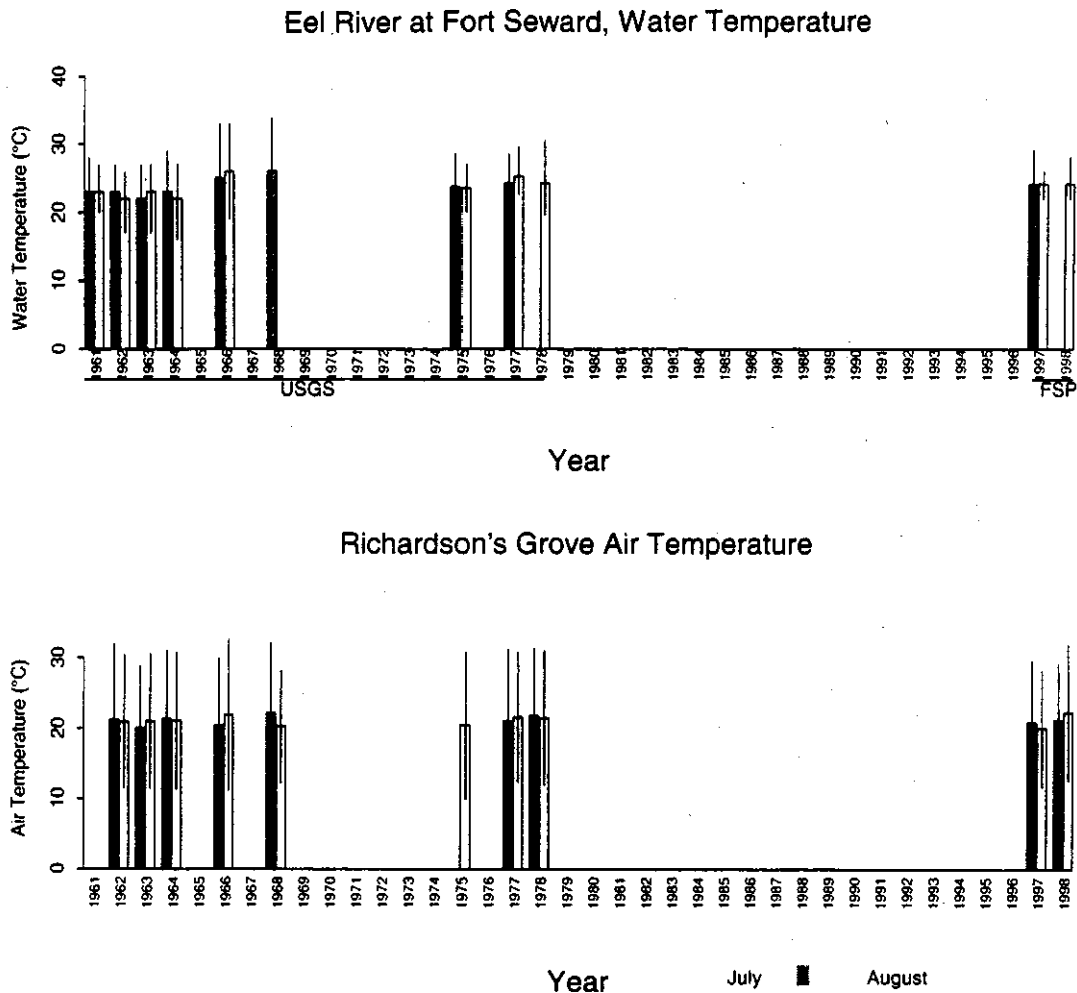 Eel River at Fort Seward, Water Temperature
Water Temperature (°C)
40
30
20
10
0
1961 1962 1963 1964 1965 1966 1967 1968 1969 1970 1971 1972 1973 1974 1975 1976 1977 1978 1979 1980 1981 1982 1983 1984 1985 1986 1987 1988 1989 1990 1991 1992 1993 1994 1995 1996 1997 1998
USGS FSP
Year
Richardson's Grove Air Temperature
Air Temperature (°C)
30
20
10
0
1961 1962 1963 1964 1965 1966 1967 1968 1969 1970 1971 1972 1973 1974 1975 1976 1977 1978 1979 1980 1981 1982 1983 1984 1985 1986 1987 1988 1989 1990 1991 1992 1993 1994 1995 1996 1997 1998
Year July August